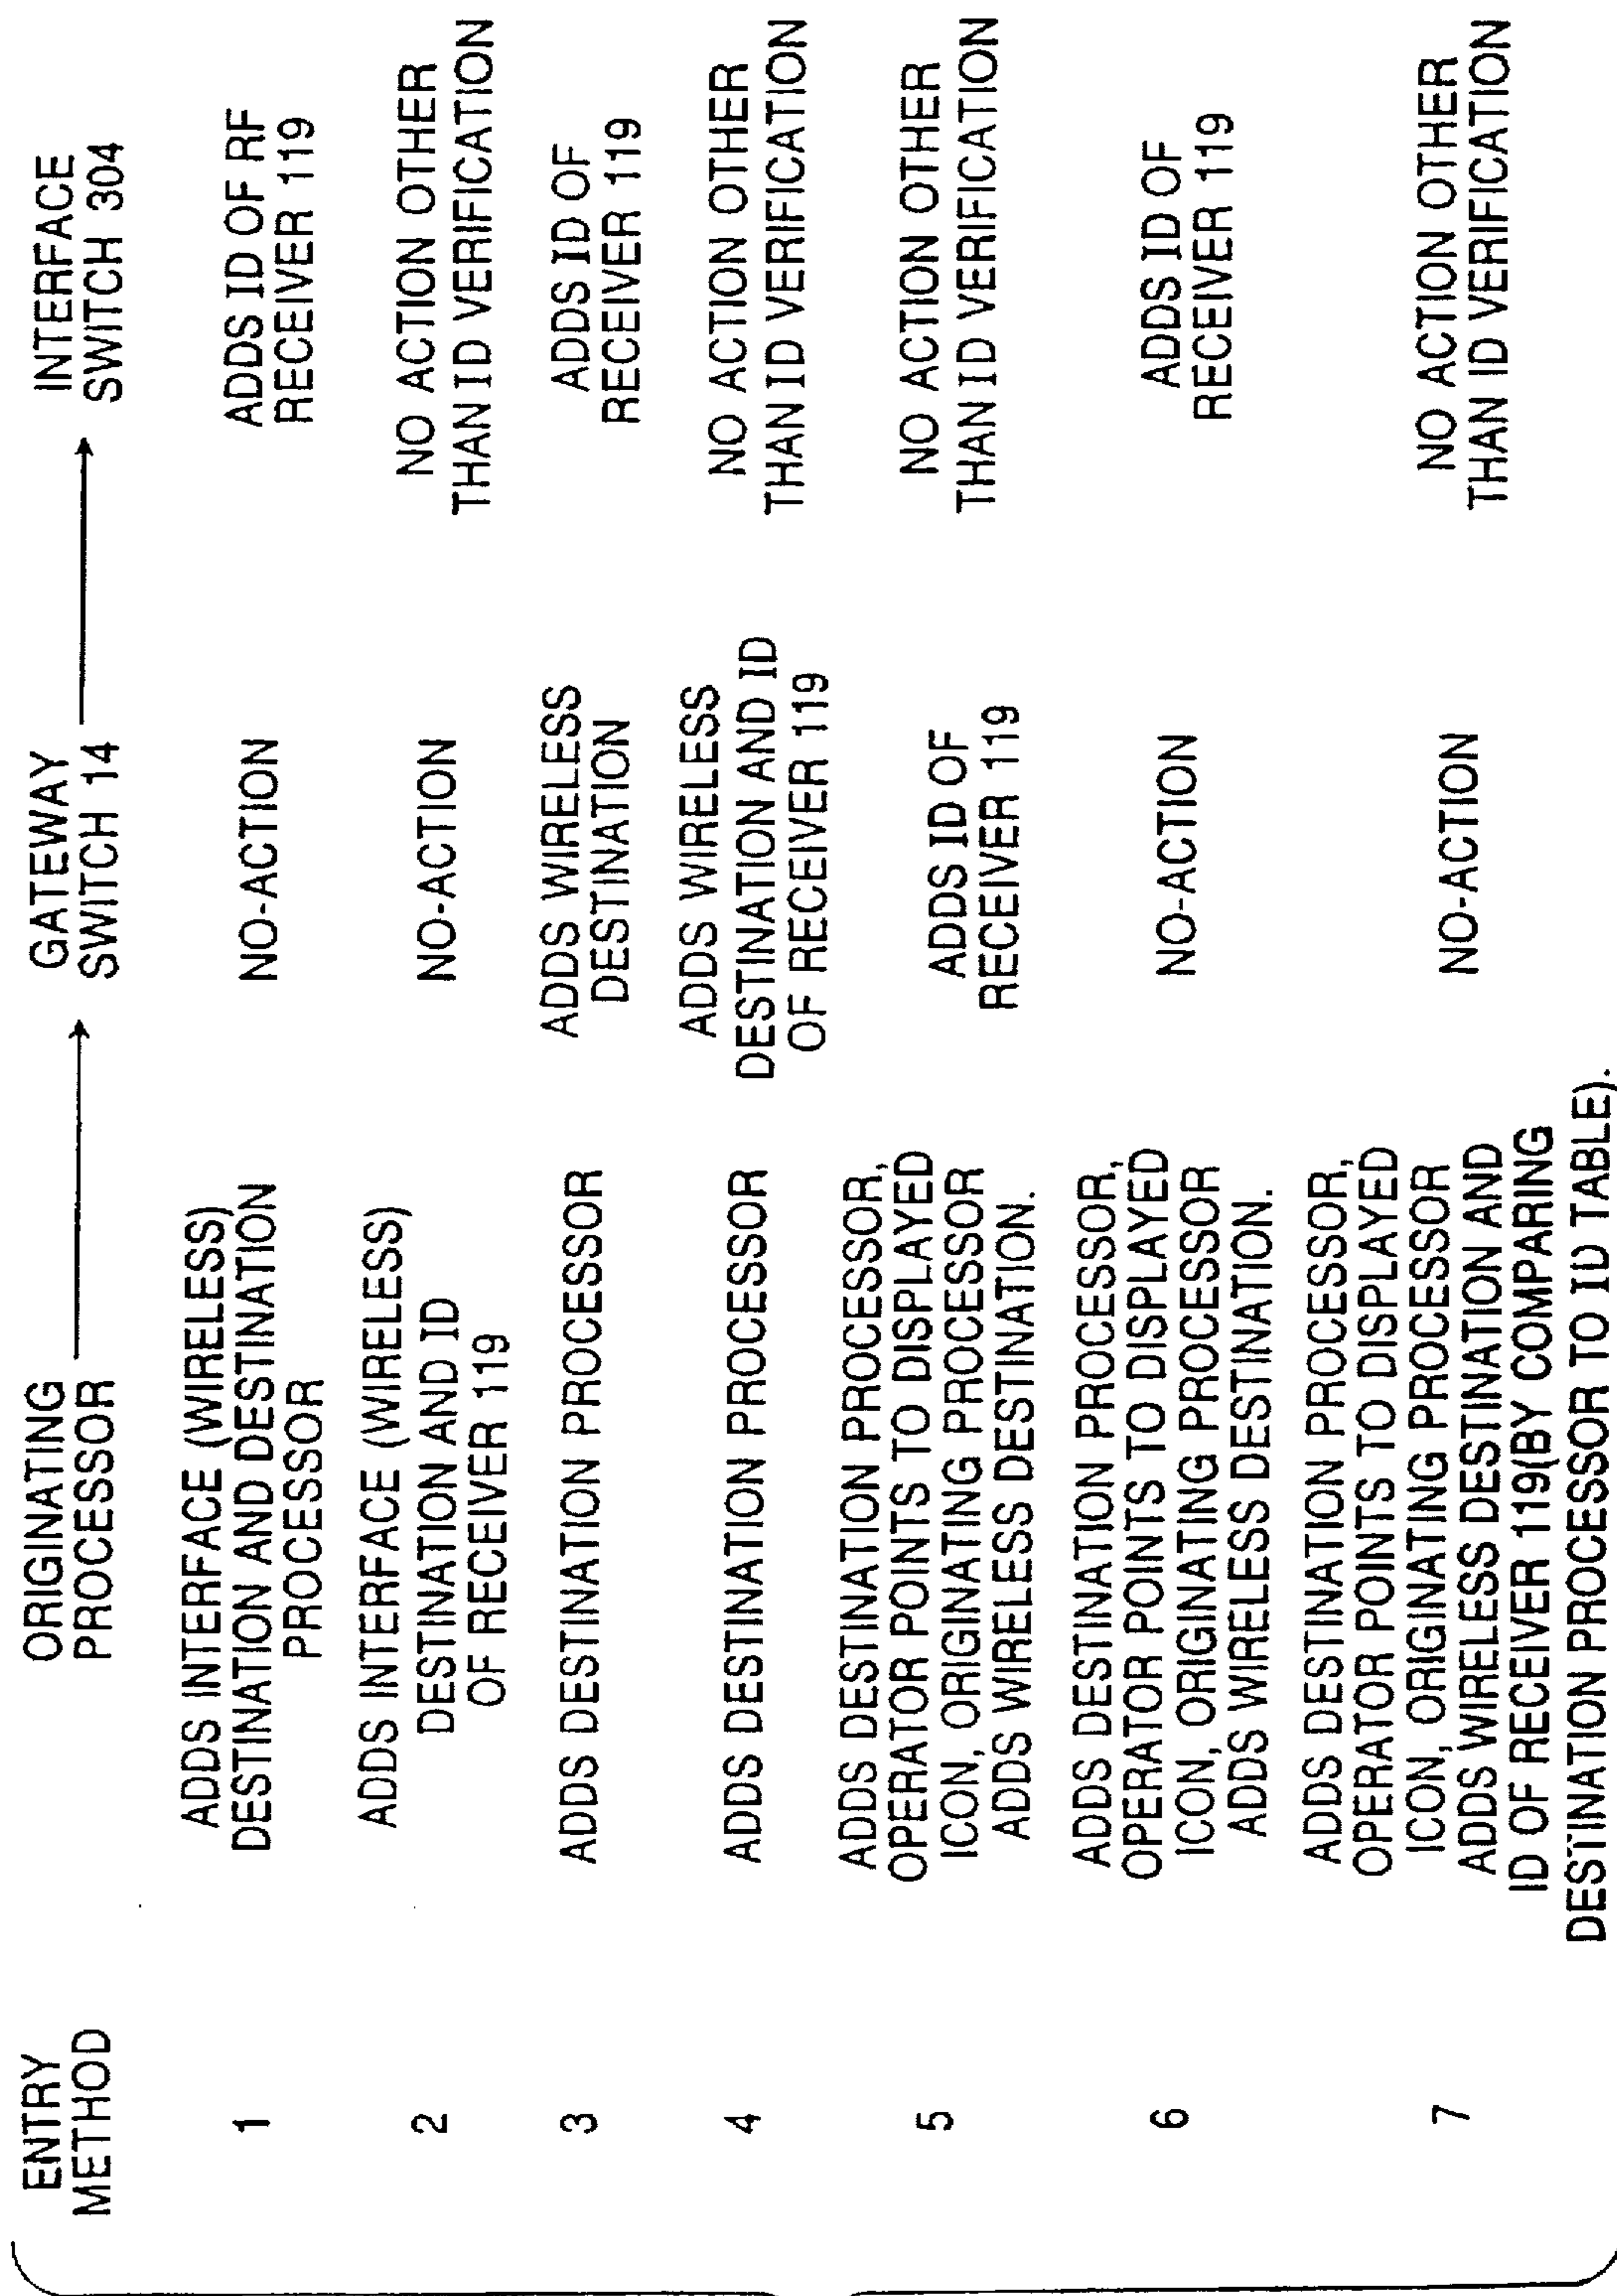 ENTRY
METHOD
ORIGINATING
PROCESSOR
GATEWAY
SWITCH 14
INTERFACE
SWITCH 304
1
ADDS INTERFACE (WIRELESS)
DESTINATION AND DESTINATION
PROCESSOR
NO-ACTION
ADDS ID OF RF
RECEIVER 119
2
ADDS INTERFACE (WIRELESS)
DESTINATION AND ID
OF RECEIVER 119
NO-ACTION
NO ACTION OTHER
THAN ID VERIFICATION
3
ADDS DESTINATION PROCESSOR
ADDS WIRELESS
DESTINATION
ADDS ID OF
RECEIVER 119
4
ADDS DESTINATION PROCESSOR
ADDS WIRELESS
DESTINATION AND ID
OF RECEIVER 119
NO ACTION OTHER
THAN ID VERIFICATION
5
ADDS DESTINATION PROCESSOR,
OPERATOR POINTS TO DISPLAYED
ICON, ORIGINATING PROCESSOR
ADDS WIRELESS DESTINATION.
ADDS ID OF
RECEIVER 119
NO ACTION OTHER
THAN ID VERIFICATION
6
ADDS DESTINATION PROCESSOR,
OPERATOR POINTS TO DISPLAYED
ICON, ORIGINATING PROCESSOR
ADDS WIRELESS DESTINATION.
NO-ACTION
ADDS ID OF
RECEIVER 119
7
ADDS DESTINATION PROCESSOR,
OPERATOR POINTS TO DISPLAYED
ICON, ORIGINATING PROCESSOR
ADDS WIRELESS DESTINATION AND
ID OF RECEIVER 119(BY COMPARING
DESTINATION PROCESSOR TO ID TABLE).
NO-ACTION
NO ACTION OTHER
THAN ID VERIFICATION